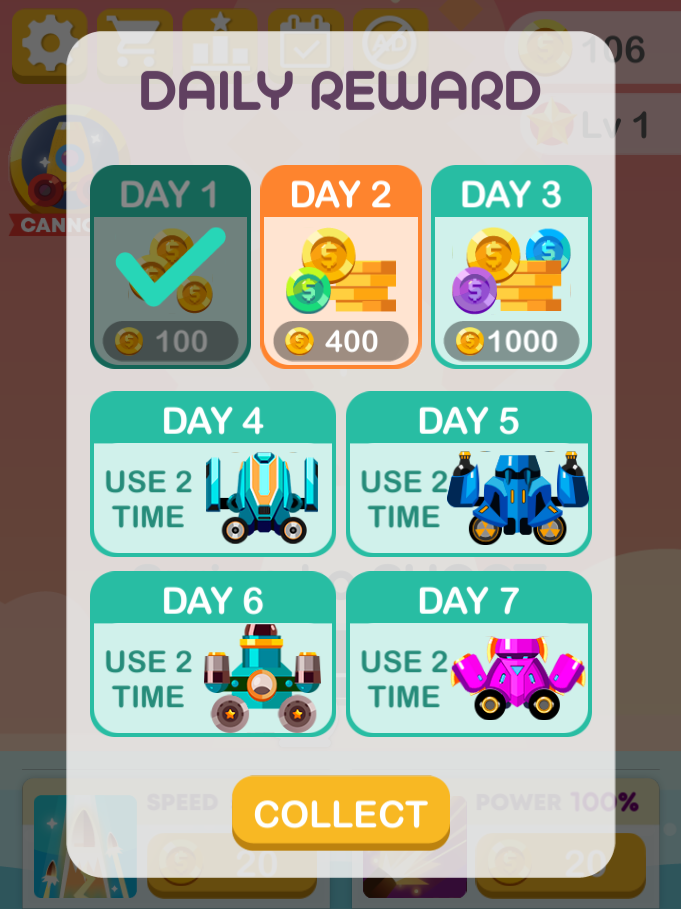 106
Lv 1
DAILY REWARD
DAY 1
DAY 2
DAY 3
100
400
1000
DAY 4
DAY 5
USE 2
TIME
USE 2
TIME
DAY 6
DAY 7
USE 2
TIME
USE 2
TIME
COLLECT
SPEED
POWER 100%
20
20